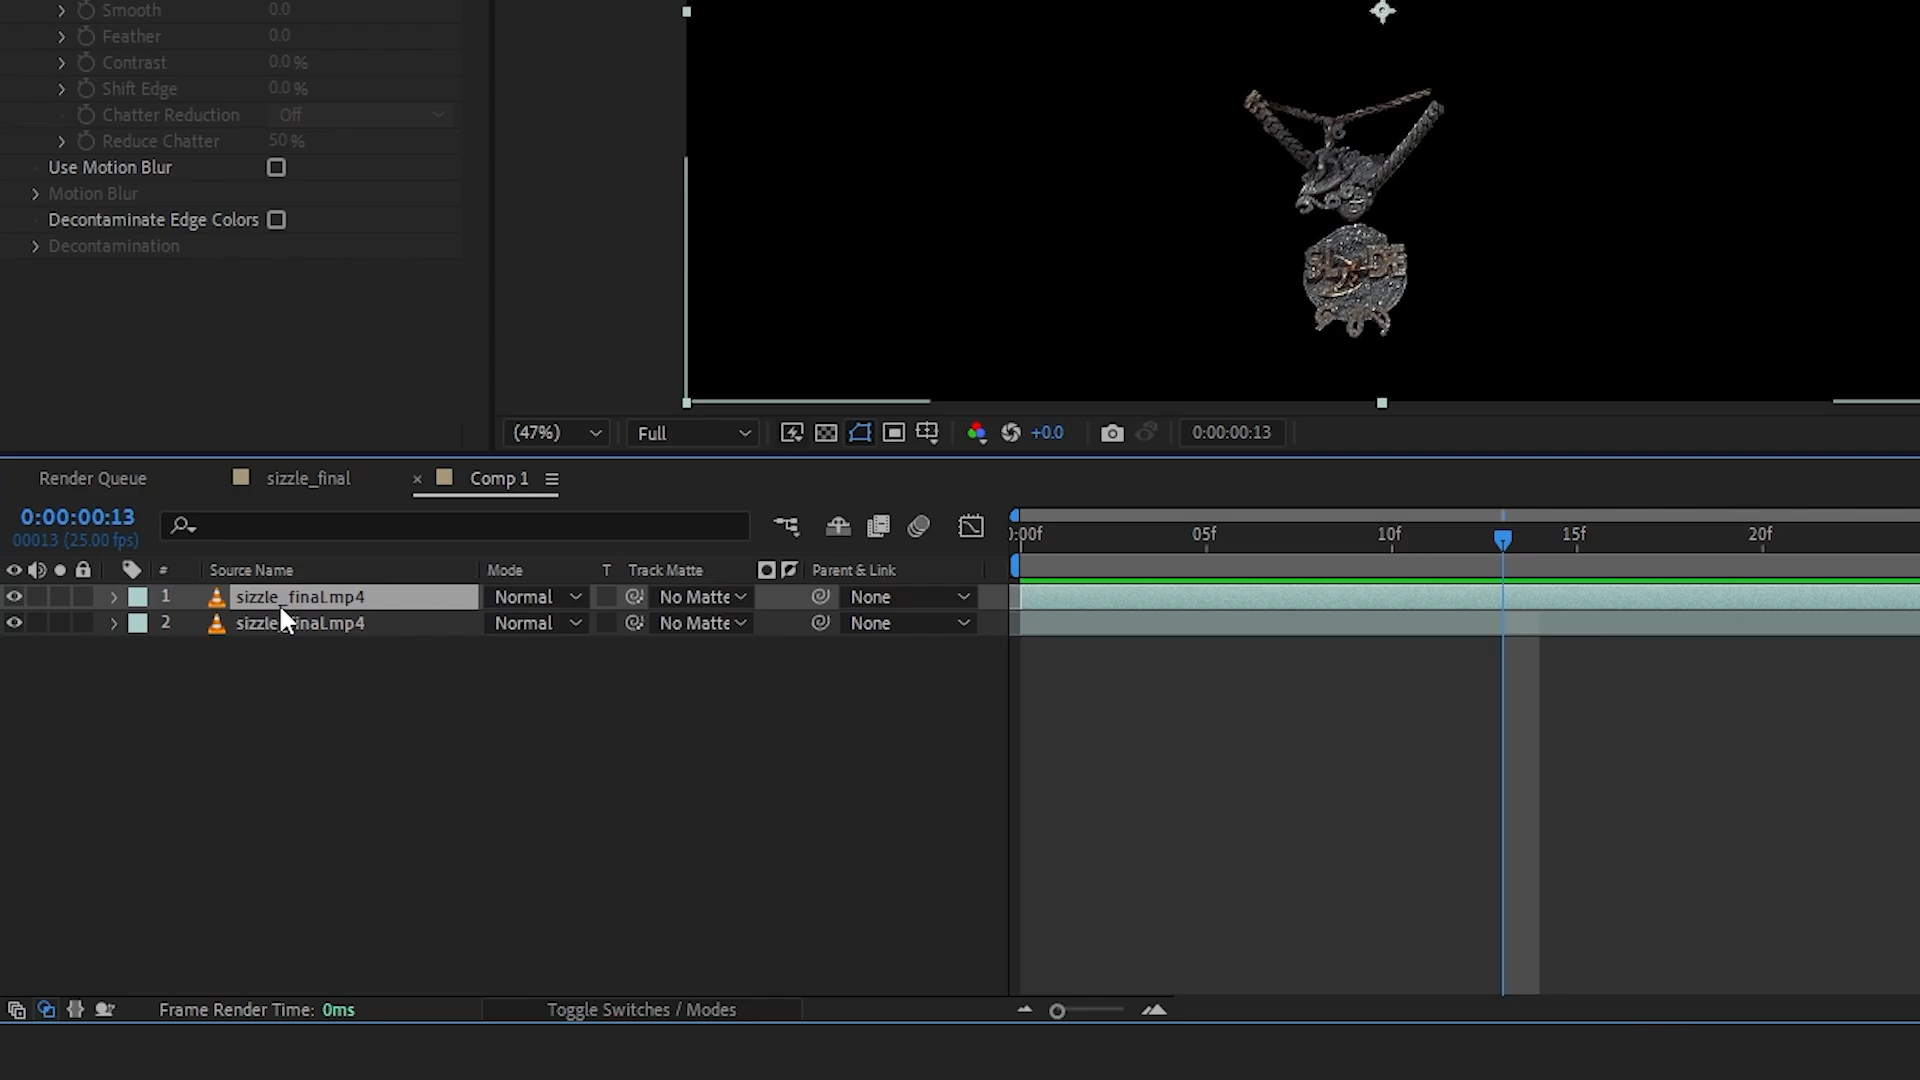 Smooth 0.0
Feather 0.0
Contrast 0.0 %
Shift Edge 0.0 %
Chatter Reduction Off
Reduce Chatter 50 %
Use Motion Blur
Motion Blur
Decontaminate Edge Colors
Decontamination
(47%) Full +0.0 0:00:00:13
Render Queue sizzle_final × Comp 1
0:00:00:13
00013 (25.00 fps)
):00f 05f 10f 15f 20f
# Source Name Mode T Track Matte Parent & Link
1 sizzle_final.mp4 Normal No Matte None
2 sizzle_final.mp4 Normal No Matte None
Frame Render Time: 0ms Toggle Switches / Modes